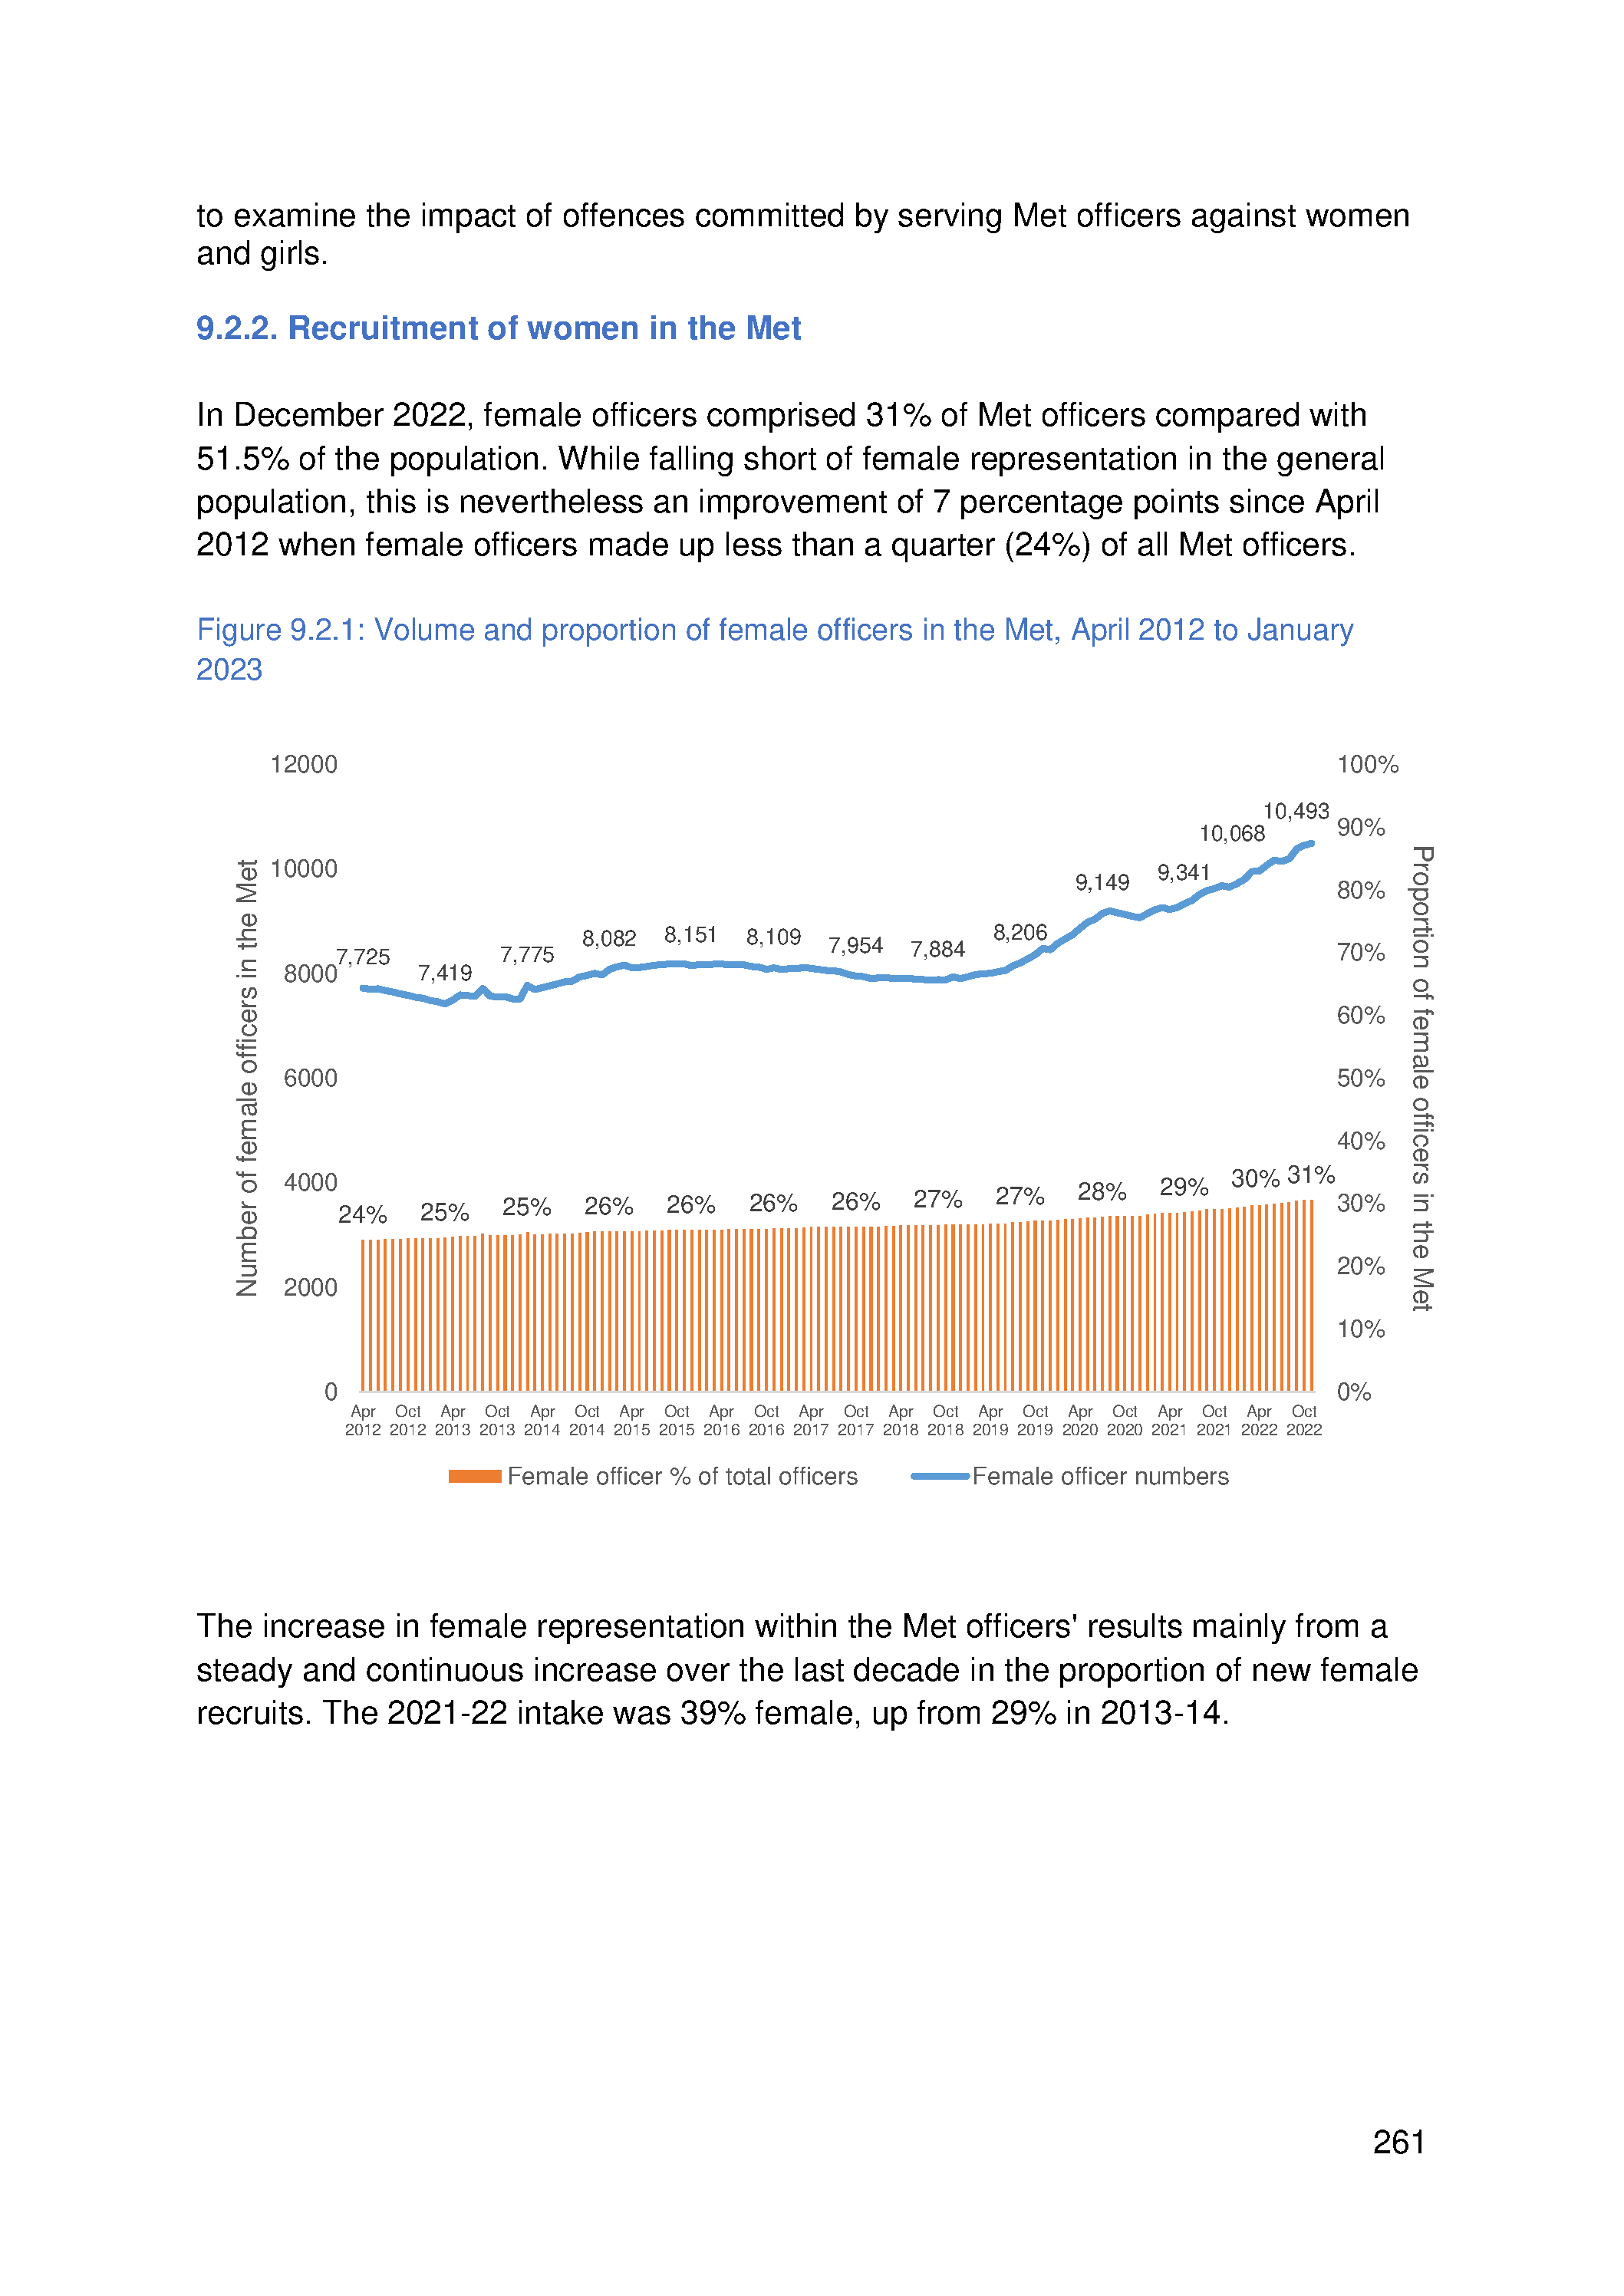 to examine the impact of offences committed by serving Met officers against women
and girls.
9.2.2. Recruitment of women in the Met
In December 2022, female officers comprised 31% of Met officers compared with
51.5% of the population. While falling short of female representation in the general
population, this is nevertheless an improvement of 7 percentage points since April
2012 when female officers made up less than a quarter (24%) of all Met officers.
Figure 9.2.1: Volume and proportion of female officers in the Met, April 2012 to January
2023
Number of female officers in the Met
12000
10000
8000
6000
4000
2000
0
7,725
7,419
7,775
8,082
8,151
8,109
7,954
7,884
8,206
9,149
9,341
10,068
10,493
24%
25%
25%
26%
26%
26%
26%
27%
27%
28%
29%
30%
31%
100%
90%
80%
70%
60%
50%
40%
30%
20%
10%
0%
Proportion of female officers in the Met
Apr Oct Apr Oct Apr Oct Apr Oct Apr Oct Apr Oct Apr Oct Apr Oct Apr Oct Apr Oct Apr Oct
2012 2012 2013 2013 2014 2014 2015 2015 2016 2016 2017 2017 2018 2018 2019 2019 2020 2020 2021 2021 2022 2022
Female officer % of total officers Female officer numbers
The increase in female representation within the Met officers' results mainly from a
steady and continuous increase over the last decade in the proportion of new female
recruits. The 2021-22 intake was 39% female, up from 29% in 2013-14.
261